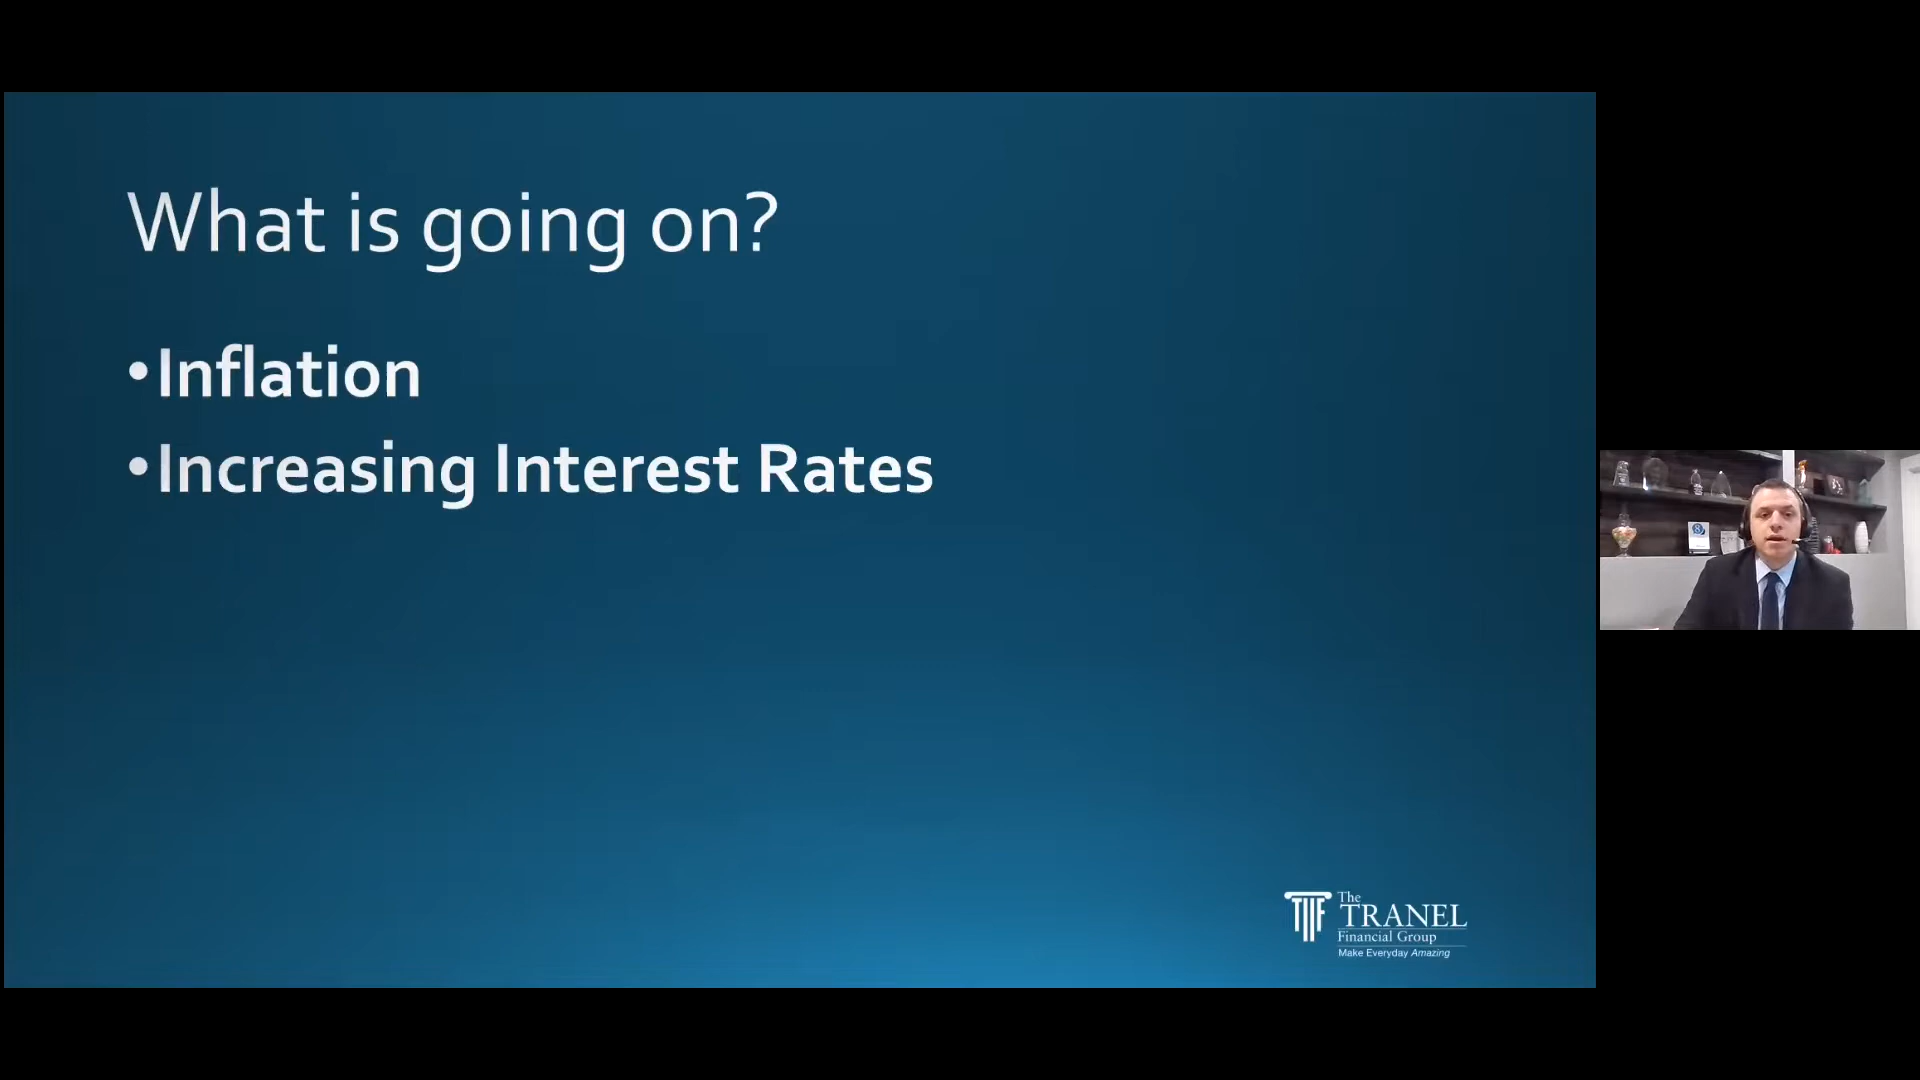 What is going on?
•Inflation
•Increasing Interest Rates
The
TRANEL
Financial Group
Make Everyday Amazing